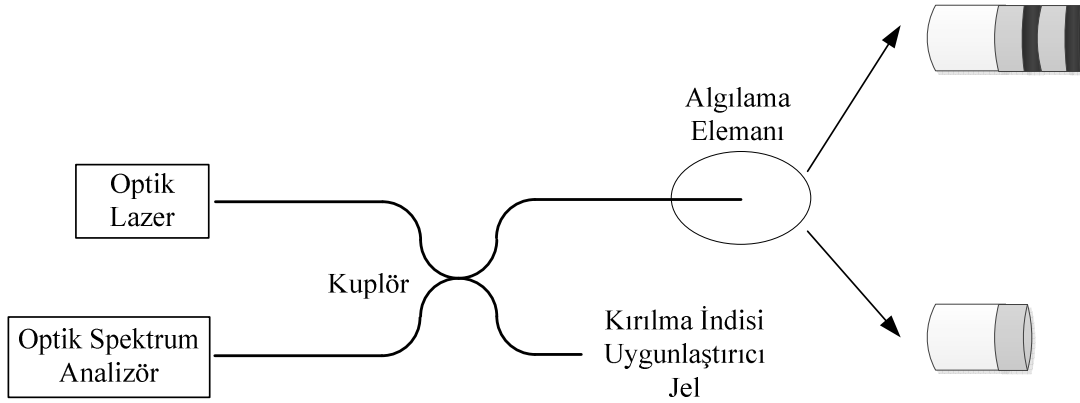 Algılama
Elemanı
Optik
Lazer
Kuplör
Optik Spektrum
Analizör
Kırılma İndisi
Uygunlaştırıcı
Jel